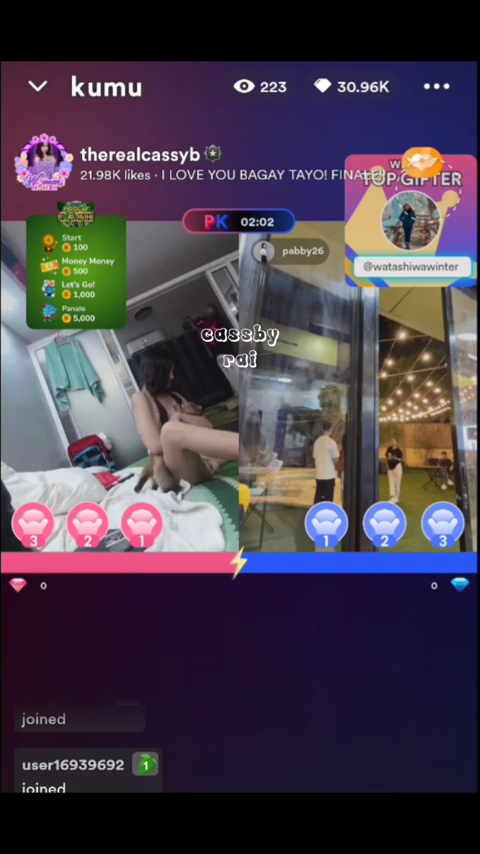 kumu
223
30.96K
therealcassyb
21.98K likes · I LOVE YOU BAGAY TAYO! FINALE!
TOP GIFTER
@watashiwawinter
CASH
Start
100
Money Money
500
Let's Go!
1,000
Panalo
5,000
PK 02:02
pabby26
cassby
rai
3 2 1
1 2 3
0
0
joined
user16939692 1
joined